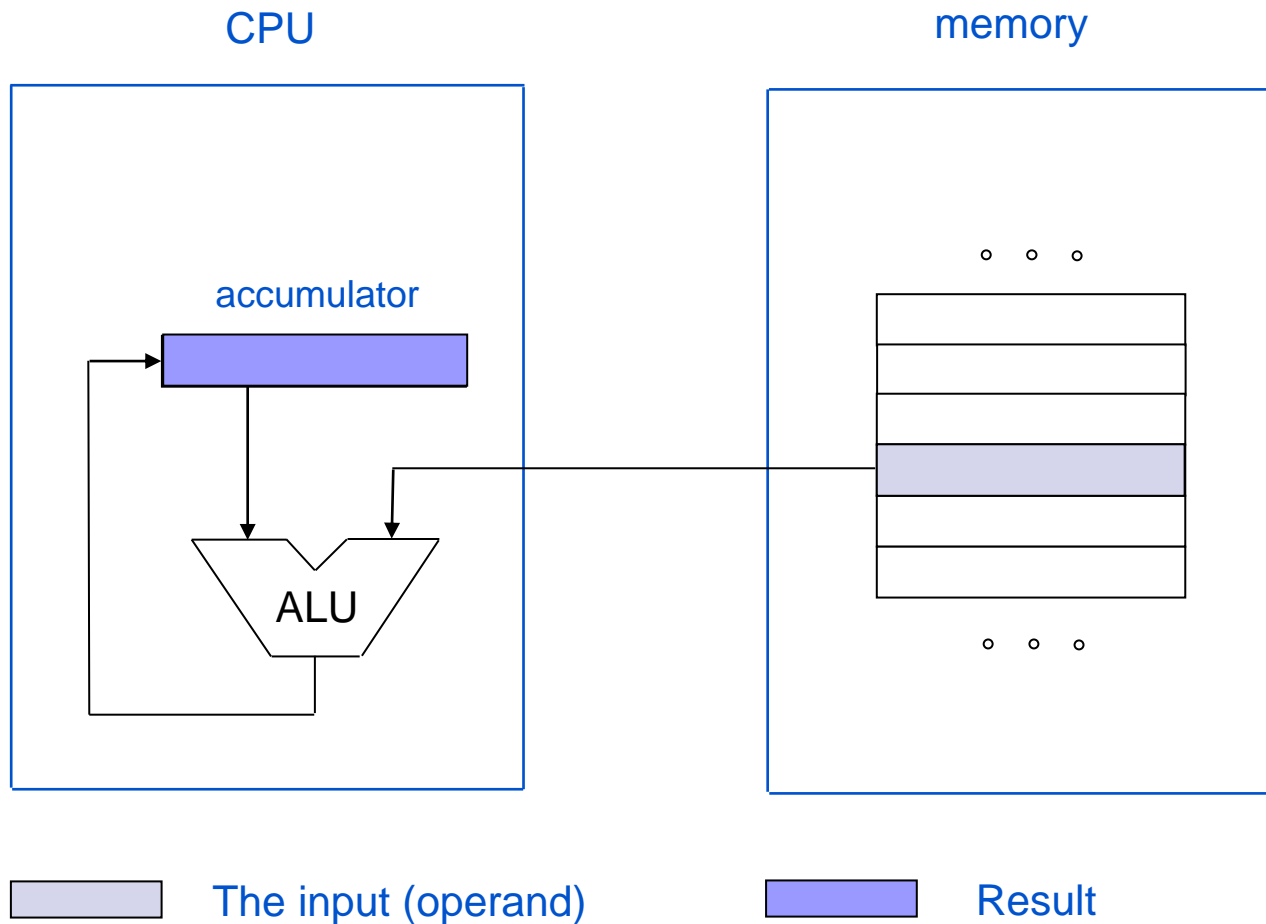 CPU
memory
accumulator
ALU
The input (operand)
Result